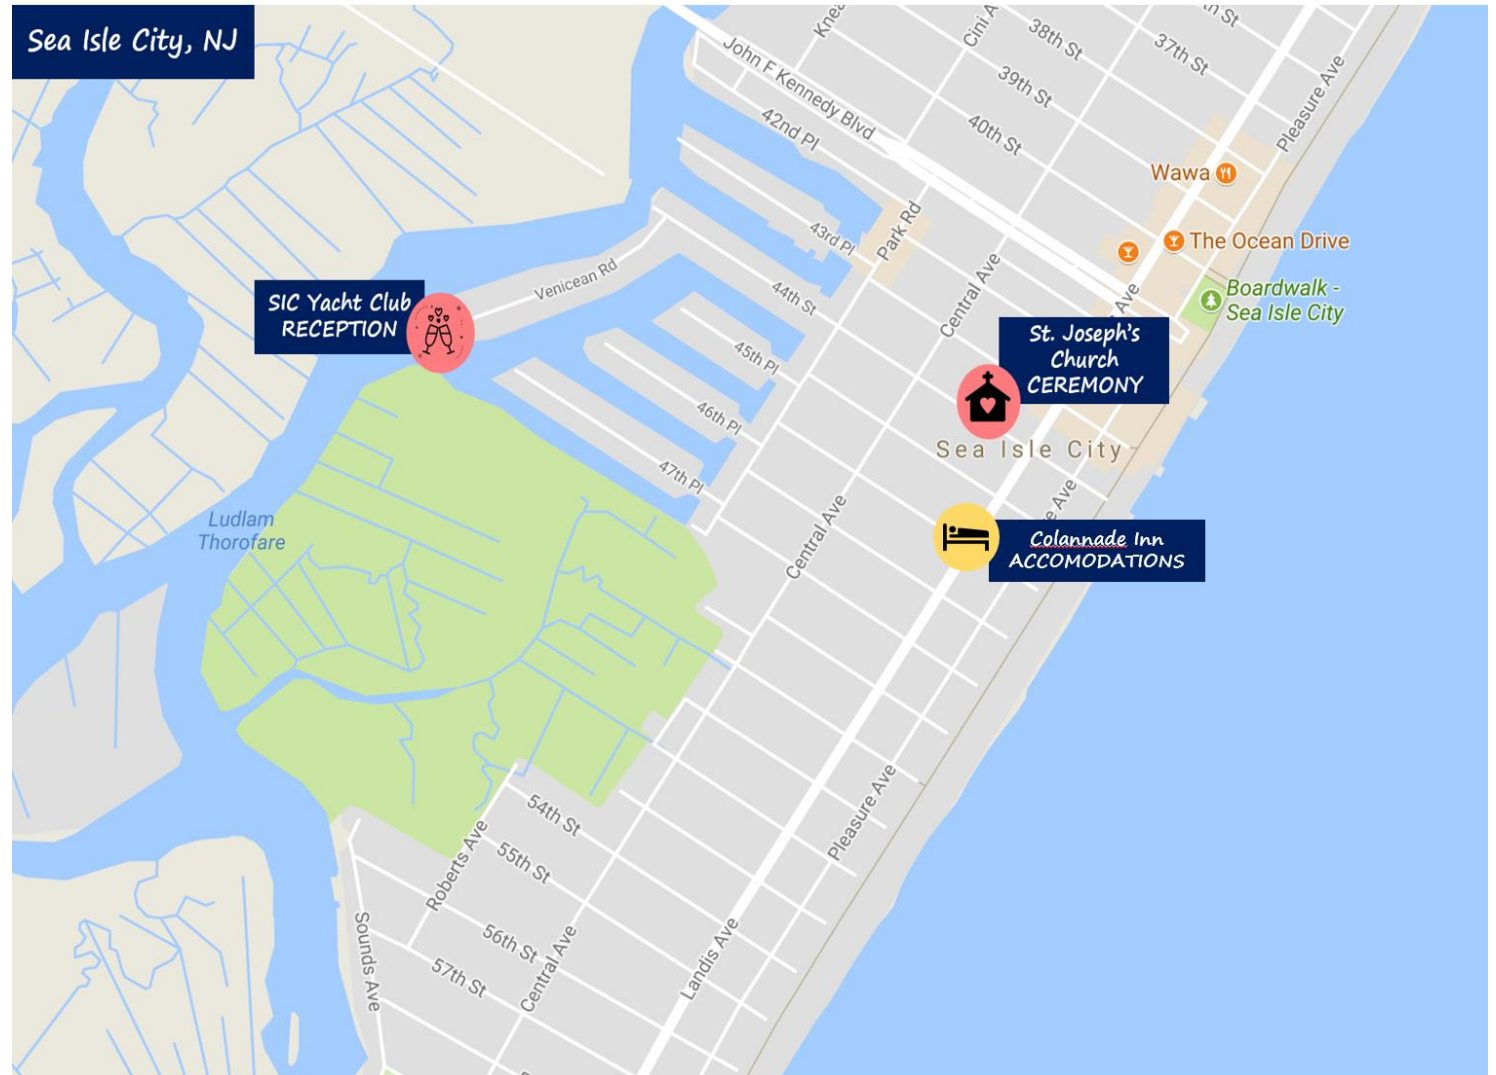 Sea Isle City, NJ
John F Kennedy Blvd
38th St
37th St
39th St
40th St
42nd Pl
Pleasure Ave
Wawa
43rd Pl
Park Rd
The Ocean Drive
Venicean Rd
44th St
Central Ave
Ave
Boardwalk -
Sea Isle City
SIC Yacht Club
RECEPTION
St. Joseph's
Church
CEREMONY
45th Pl
46th Pl
Sea Isle City
47th Pl
Central Ave
Ave
Ludlam
Thorofare
Colannade Inn
ACCOMODATIONS
54th St
Pleasure Ave
55th St
Roberts Ave
56th St
57th St
Sounds Ave
Central Ave
Landis Ave